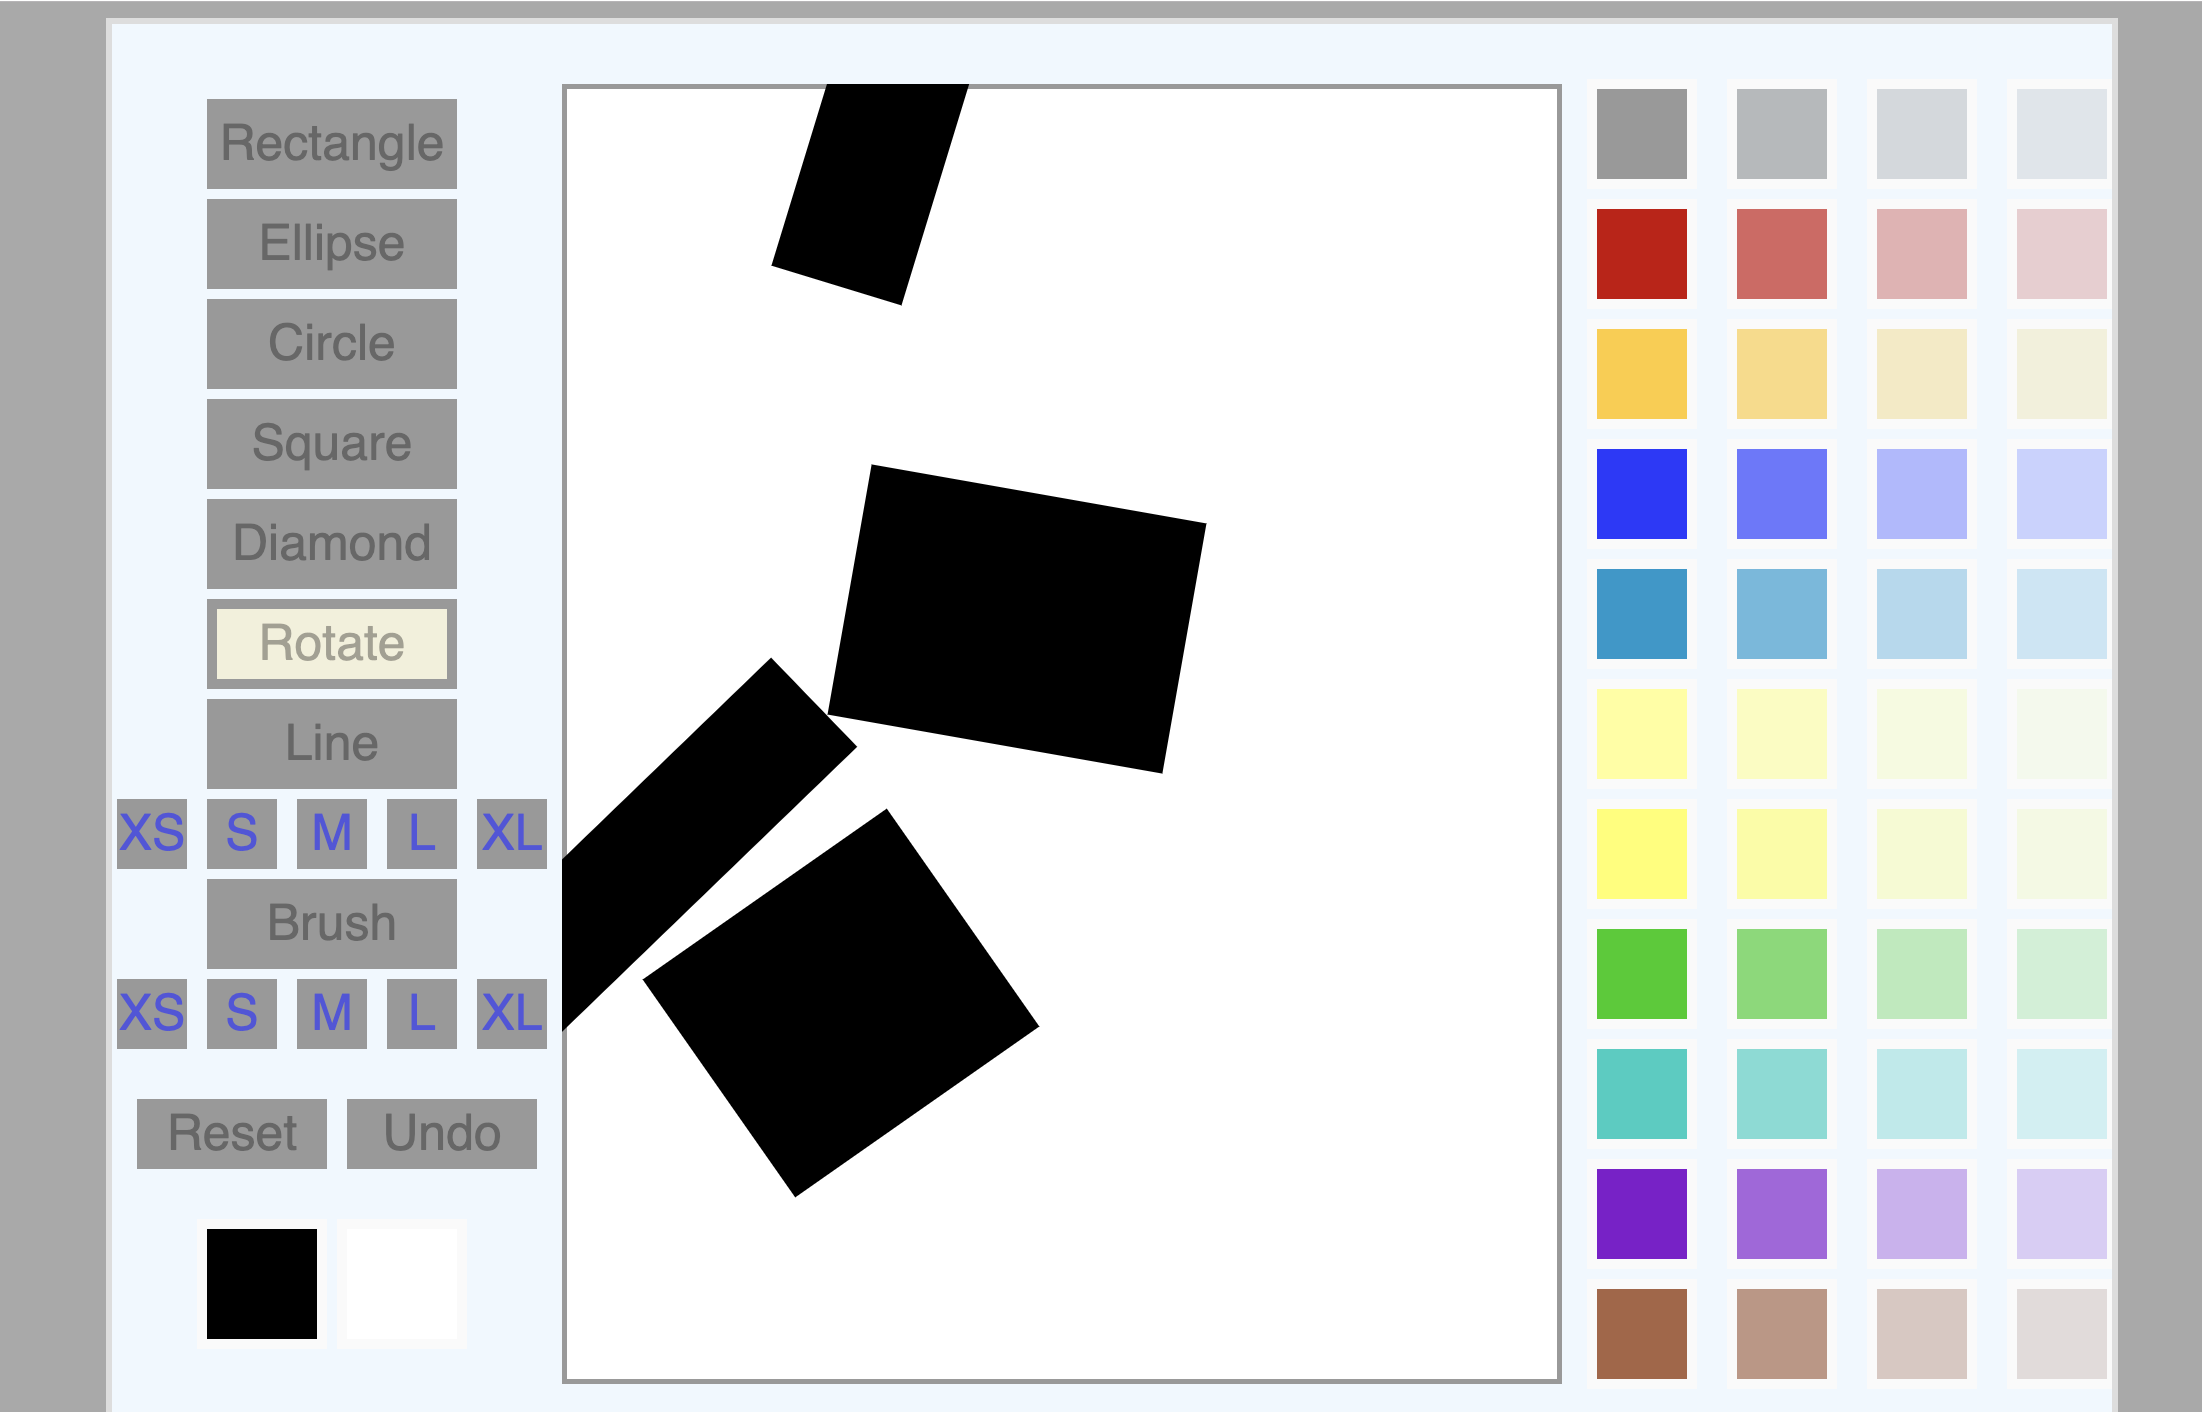 Rectangle
Ellipse
Circle
Square
Diamond
Rotate
Line
XS S M L XL
Brush
XS S M L XL
Reset Undo